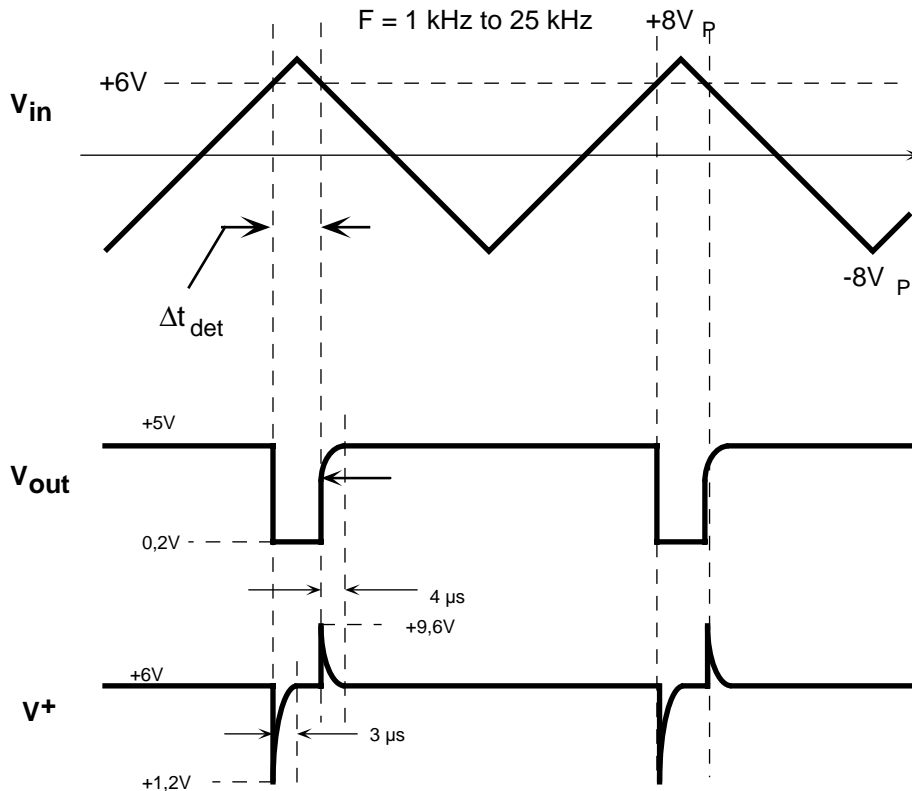 F = 1 kHz to 25 kHz
+8V P
+6V
Vin
-8V P
Δt det
+5V
Vout
0,2V
4 µs
+9,6V
+6V
V+
3 µs
+1,2V